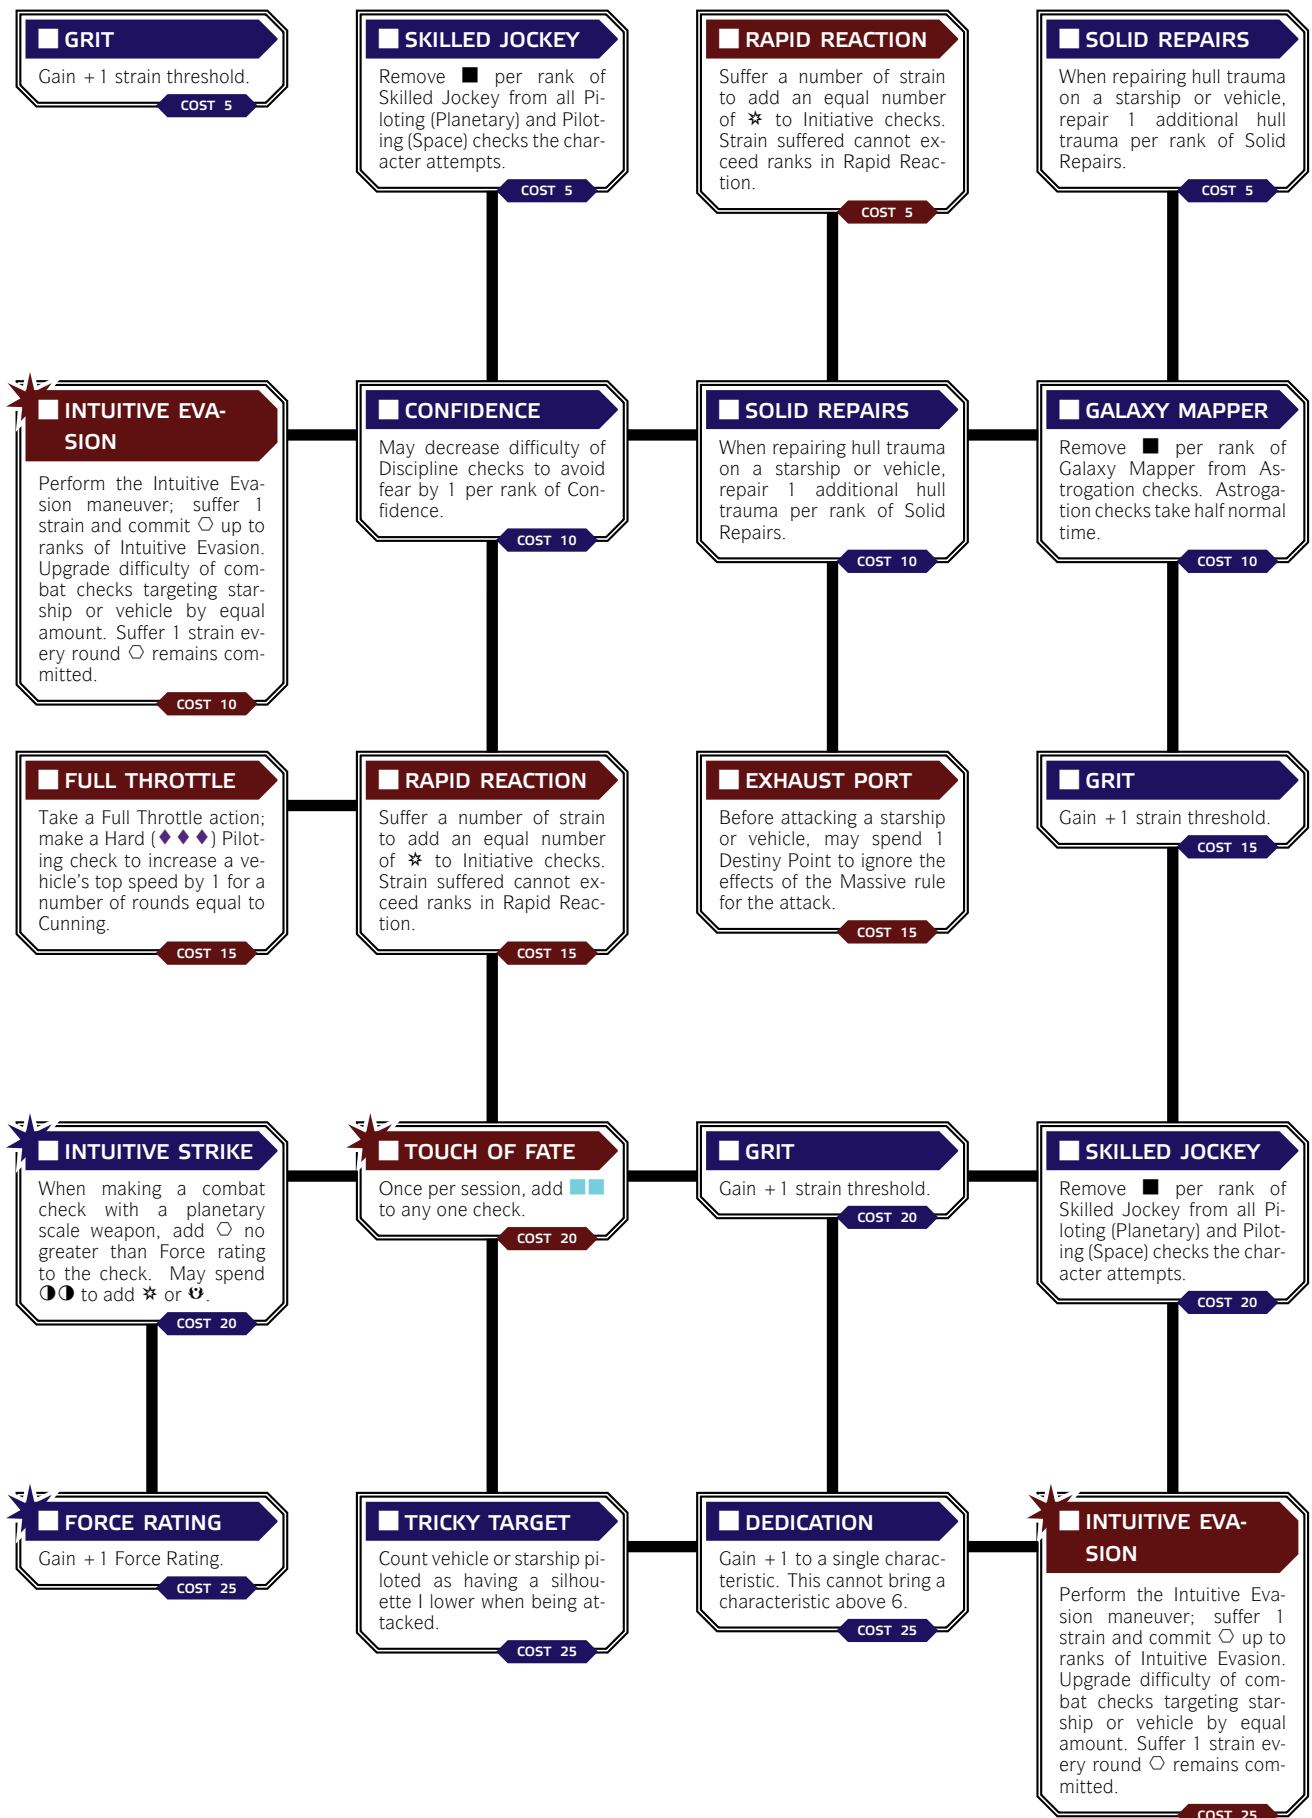 GRIT
Gain +1 strain threshold.
COST 5
SKILLED JOCKEY
Remove ■ per rank of
Skilled Jockey from all Pi-
loting (Planetary) and Pilot-
ing (Space) checks the char-
acter attempts.
COST 5
RAPID REACTION
Suffer a number of strain
to add an equal number
of to Initiative checks.
Strain suffered cannot ex-
ceed ranks in Rapid Reac-
tion.
COST 5
SOLID REPAIRS
When repairing hull trauma
on a starship or vehicle,
repair 1 additional hull
trauma per rank of Solid
Repairs.
COST 5
INTUITIVE EVA-
SION
Perform the Intuitive Eva-
sion maneuver; suffer 1
strain and commit up to
ranks of Intuitive Evasion.
Upgrade difficulty of com-
bat checks targeting star-
ship or vehicle by equal
amount. Suffer 1 strain ev-
ery round remains com-
mitted.
COST 10
CONFIDENCE
May decrease difficulty of
Discipline checks to avoid
fear by 1 per rank of Con-
fidence.
COST 10
SOLID REPAIRS
When repairing hull trauma
on a starship or vehicle,
repair 1 additional hull
trauma per rank of Solid
Repairs.
COST 10
GALAXY MAPPER
Remove ■ per rank of
Galaxy Mapper from As-
trogation checks. Astroga-
tion checks take half normal
time.
COST 10
FULL THROTTLE
Take a Full Throttle action;
make a Hard (♦ ♦ ♦) Pilot-
ing check to increase a ve-
hicle's top speed by 1 for a
number of rounds equal to
Cunning.
COST 15
RAPID REACTION
Suffer a number of strain
to add an equal number
of to Initiative checks.
Strain suffered cannot ex-
ceed ranks in Rapid Reac-
tion.
COST 15
EXHAUST PORT
Before attacking a starship
or vehicle, may spend 1
Destiny Point to ignore the
effects of the Massive rule
for the attack.
COST 15
GRIT
Gain +1 strain threshold.
COST 15
INTUITIVE STRIKE
When making a combat
check with a planetary
scale weapon, add no
greater than Force rating
to the check. May spend
to add or .
COST 20
TOUCH OF FATE
Once per session, add
to any one check.
COST 20
GRIT
Gain +1 strain threshold.
COST 20
SKILLED JOCKEY
Remove ■ per rank of
Skilled Jockey from all Pi-
loting (Planetary) and Pilot-
ing (Space) checks the char-
acter attempts.
COST 20
FORCE RATING
Gain +1 Force Rating.
COST 25
TRICKY TARGET
Count vehicle or starship pi-
loted as having a silhou-
ette I lower when being at-
tacked.
COST 25
DEDICATION
Gain +1 to a single charac-
teristic. This cannot bring a
characteristic above 6.
COST 25
INTUITIVE EVA-
SION
Perform the Intuitive Eva-
sion maneuver; suffer 1
strain and commit up to
ranks of Intuitive Evasion.
Upgrade difficulty of com-
bat checks targeting star-
ship or vehicle by equal
amount. Suffer 1 strain ev-
ery round remains com-
mitted.
COST 25